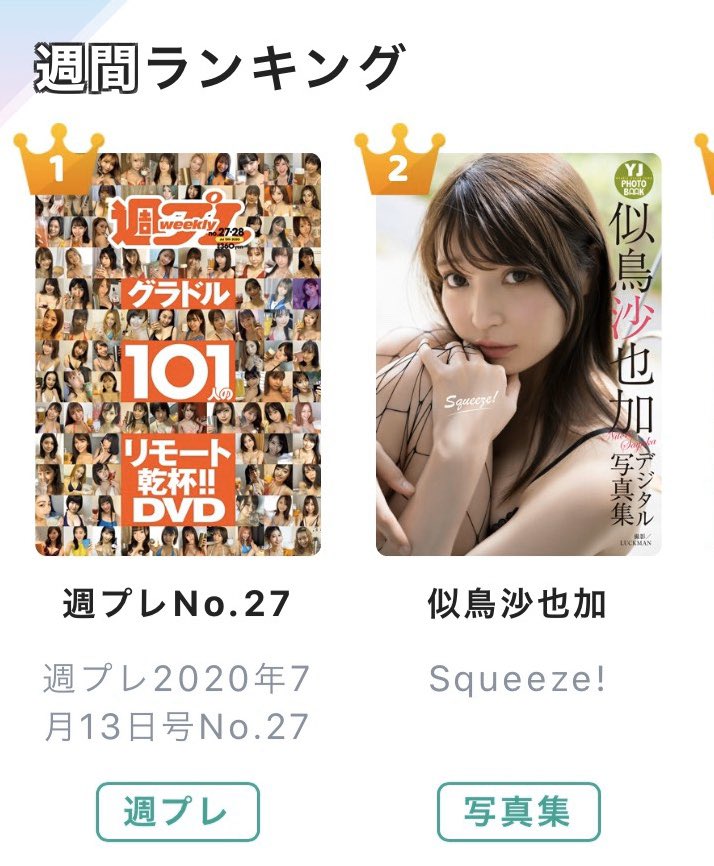 週間ランキング
1
週プレ
weekly
no.27・28
グラドル
101人の
リモート
乾杯!!
DVD
2
YJ
PHOTO
BOOK
似鳥沙也加
Squeeze!
デジタル
写真集
撮影/
LUCKMAN
週プレNo.27
似鳥沙也加
週プレ2020年7
月13日号No.27
Squeeze!
週プレ
写真集